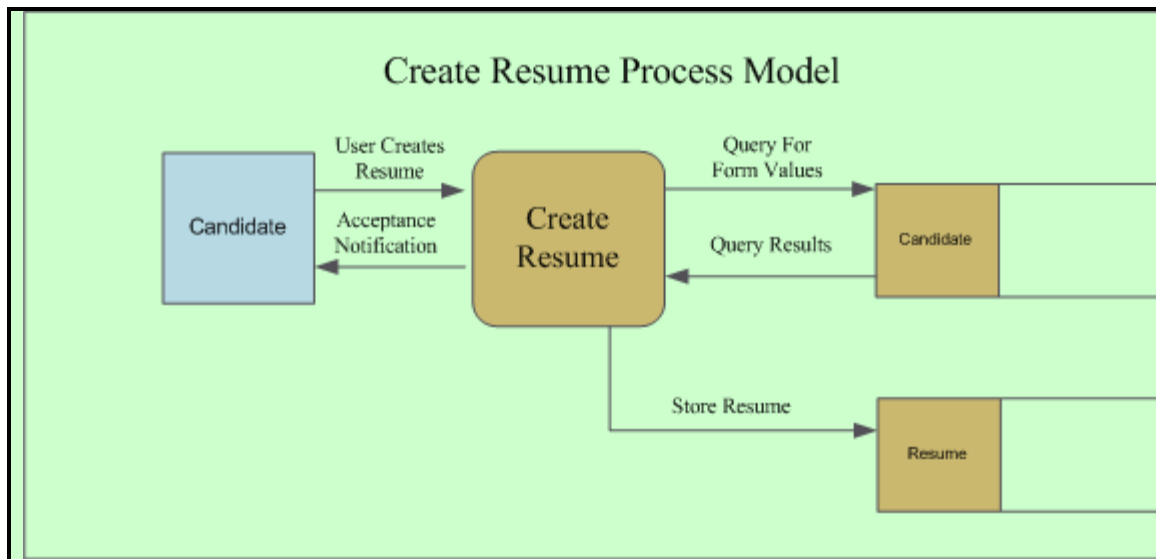 Create Resume Process Model
User Creates
Resume
Query For
Form Values
Candidate
Create
Resume
Acceptance
Notification
Query Results
Candidate
Store Resume
Resume